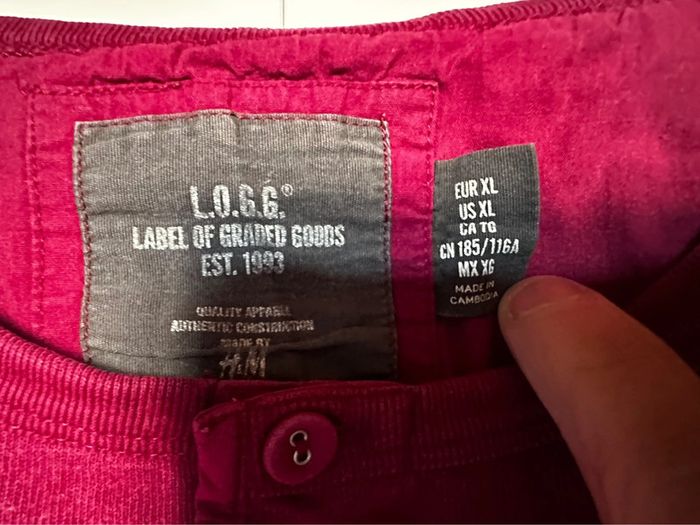 L.O.G.G.®
LABEL OF GRADED GOODS
EST. 1993
QUALITY APPAREL
AUTHENTIC CONSTRUCTION
MADE BY
H&M
EUR XL
US XL
CA TG
CN 185/116A
MX XG
MADE IN
CAMBODIA